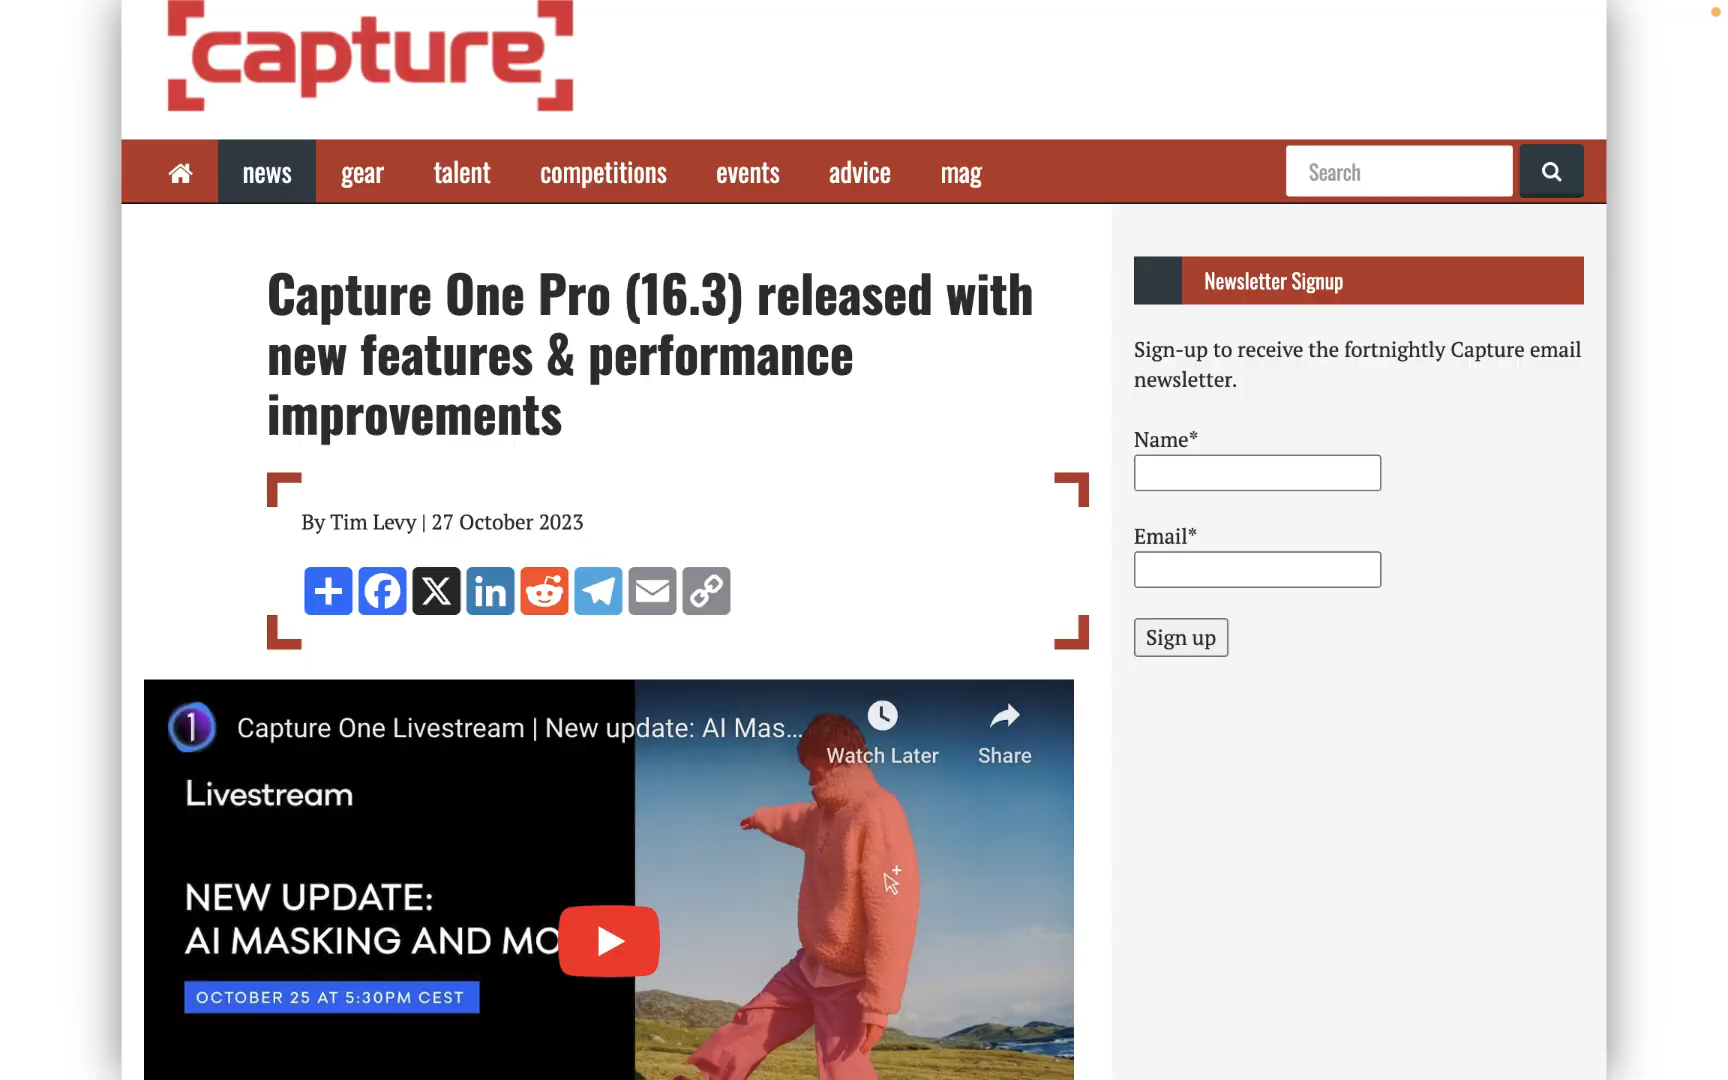 capture
news gear talent competitions events advice mag Search
Capture One Pro (16.3) released with
new features & performance
improvements
By Tim Levy | 27 October 2023
Capture One Livestream | New update: AI Mas...
Watch Later
Share
Livestream
NEW UPDATE:
AI MASKING AND MO
OCTOBER 25 AT 5:30PM CEST
Newsletter Signup
Sign-up to receive the fortnightly Capture email
newsletter.
Name*
Email*
Sign up